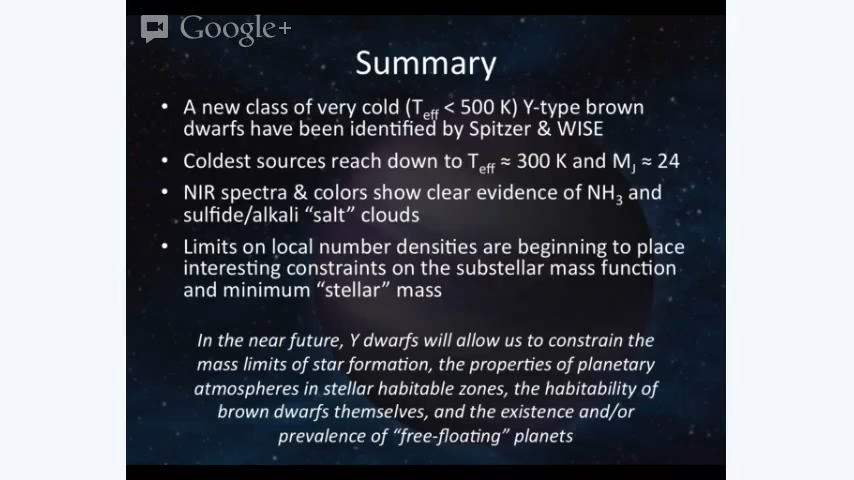 Google+
Summary
• A new class of very cold (Teff < 500 K) Y-type brown
dwarfs have been identified by Spitzer & WISE
• Coldest sources reach down to Teff ≈ 300 K and MJ ≈ 24
• NIR spectra & colors show clear evidence of NH3 and
sulfide/alkali “salt” clouds
• Limits on local number densities are beginning to place
interesting constraints on the substellar mass function
and minimum “stellar” mass
In the near future, Y dwarfs will allow us to constrain the
mass limits of star formation, the properties of planetary
atmospheres in stellar habitable zones, the habitability of
brown dwarfs themselves, and the existence and/or
prevalence of “free-floating” planets